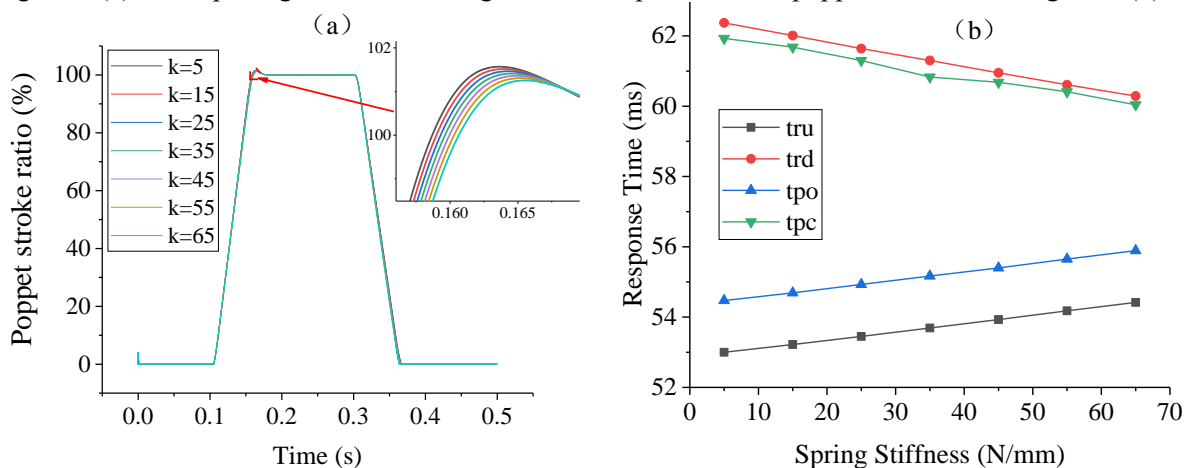 (a)
102
100
0.160
0.165
k=5
k=15
k=25
k=35
k=45
k=55
k=65
Poppet stroke ratio (%)
100
80
60
40
20
0
0.0 0.1 0.2 0.3 0.4 0.5
Time (s)
(b)
tru
trd
tpo
tpc
Response Time (ms)
62
60
58
56
54
52
0 10 20 30 40 50 60 70
Spring Stiffness (N/mm)